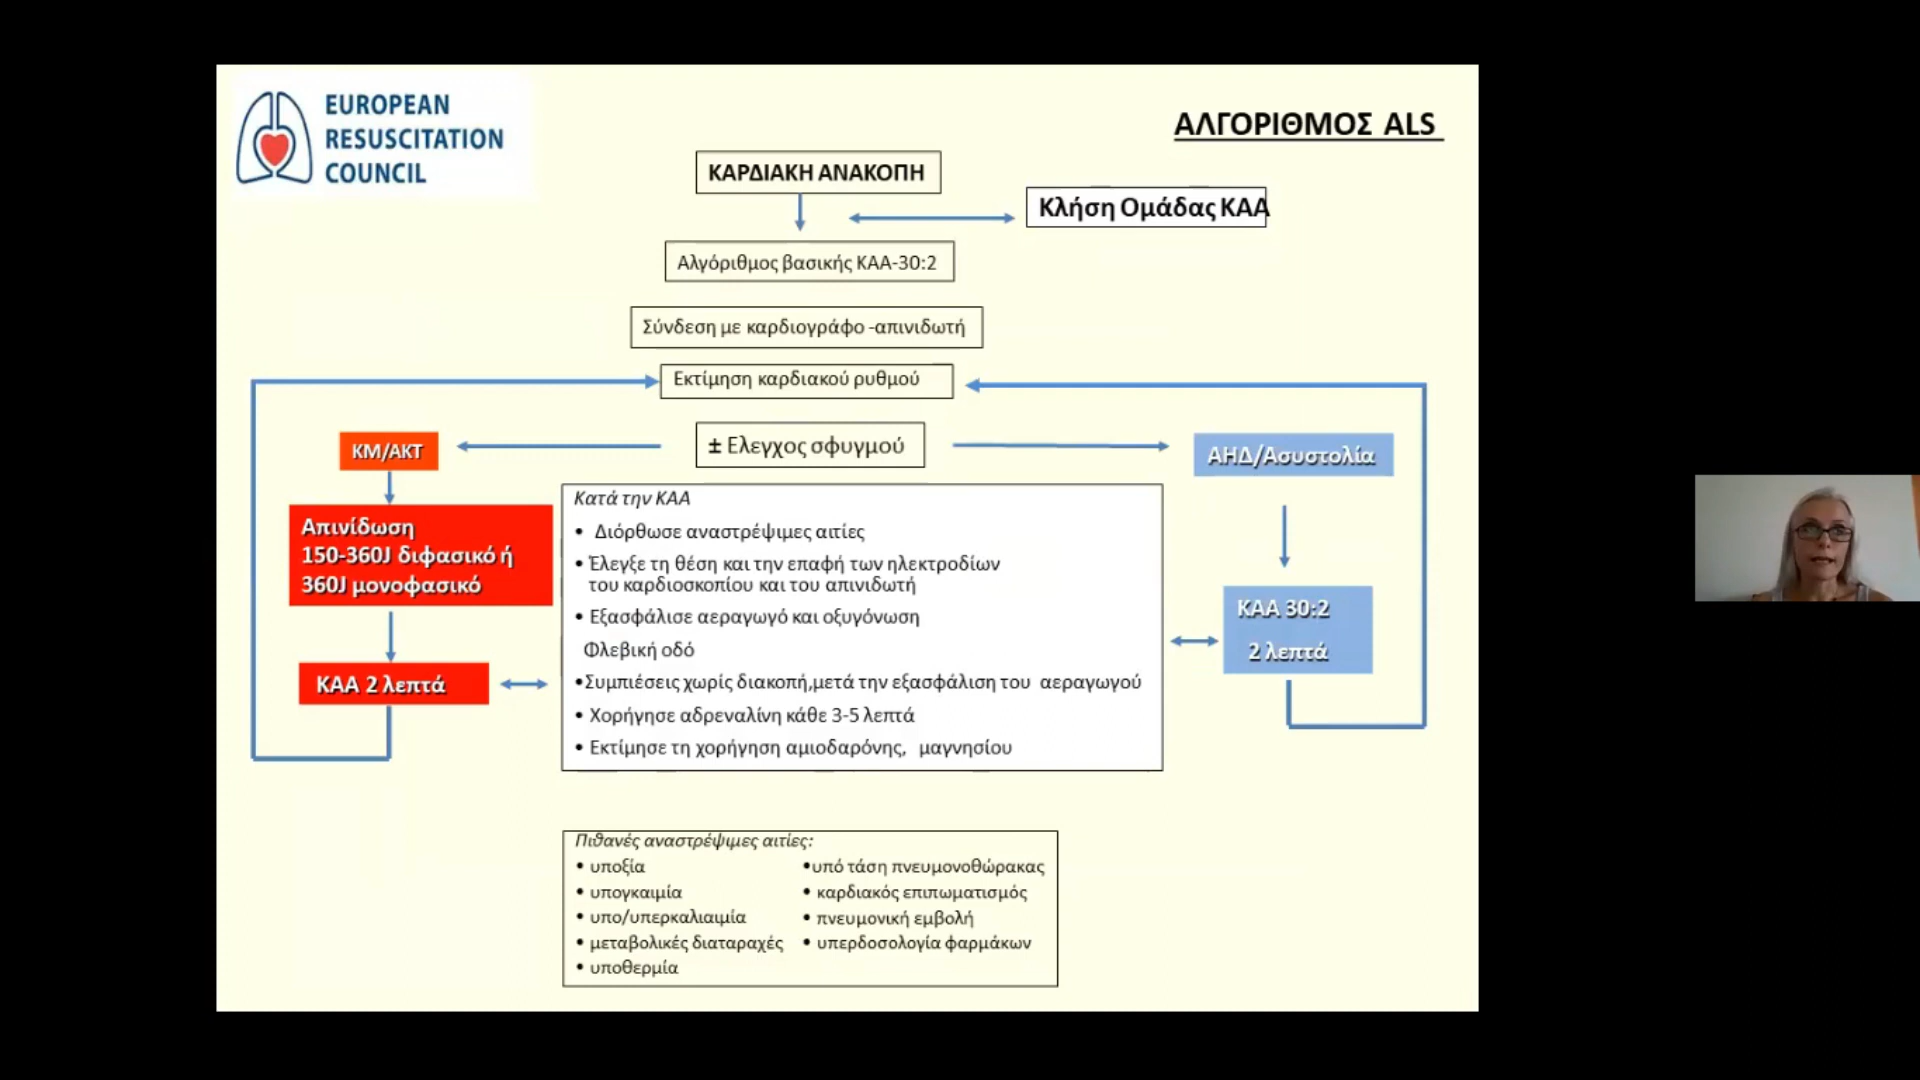 EUROPEAN
RESUSCITATION
COUNCIL
ΑΛΓΟΡΙΘΜΟΣ ALS
ΚΑΡΔΙΑΚΗ ΑΝΑΚΟΠΗ
Κλήση Ομάδας ΚΑΑ
Αλγόριθμος βασικής ΚΑΑ-30:2
Σύνδεση με καρδιογράφο -απινιδωτή
Εκτίμηση καρδιακού ρυθμού
± Ελεγχος σφυγμού
ΚΜ/ΑΚΤ
ΑΗΔ/Ασυστολία
Απινίδωση
150-360J διφασικό ή
360J μονοφασικό
ΚΑΑ 2 λεπτά
Κατά την ΚΑΑ
• Διόρθωσε αναστρέψιμες αιτίες
• Έλεγξε τη θέση και την επαφή των ηλεκτροδίων
του καρδιοσκοπίου και του απινιδωτή
• Εξασφάλισε αεραγωγό και οξυγόνωση
Φλεβική οδό
•Συμπιέσεις χωρίς διακοπή,μετά την εξασφάλιση του αεραγωγού
• Χορήγησε αδρεναλίνη κάθε 3-5 λεπτά
• Εκτίμησε τη χορήγηση αμιοδαρόνης, μαγνησίου
ΚΑΑ 30:2
2 λεπτά
Πιθανές αναστρέψιμες αιτίες:
• υποξία
• υπογκαιμία
• υπο/υπερκαλιαιμία
• μεταβολικές διαταραχές
• υποθερμία
•υπό τάση πνευμονοθώρακας
• καρδιακός επιπωματισμός
• πνευμονική εμβολή
• υπερδοσολογία φαρμάκων